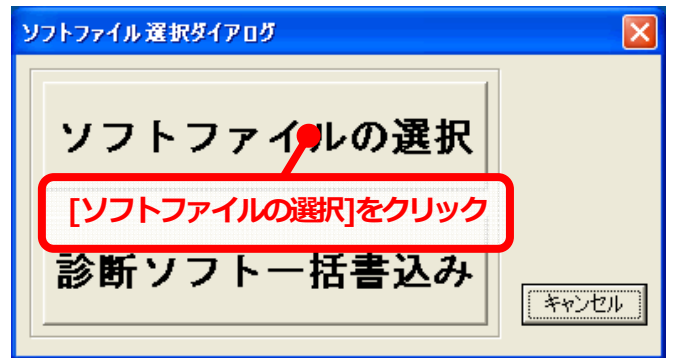 ソフトファイル選択ダイアログ
ソフトファイルの選択
[ソフトファイルの選択]をクリック
診断ソフト一括書込み
キャンセル